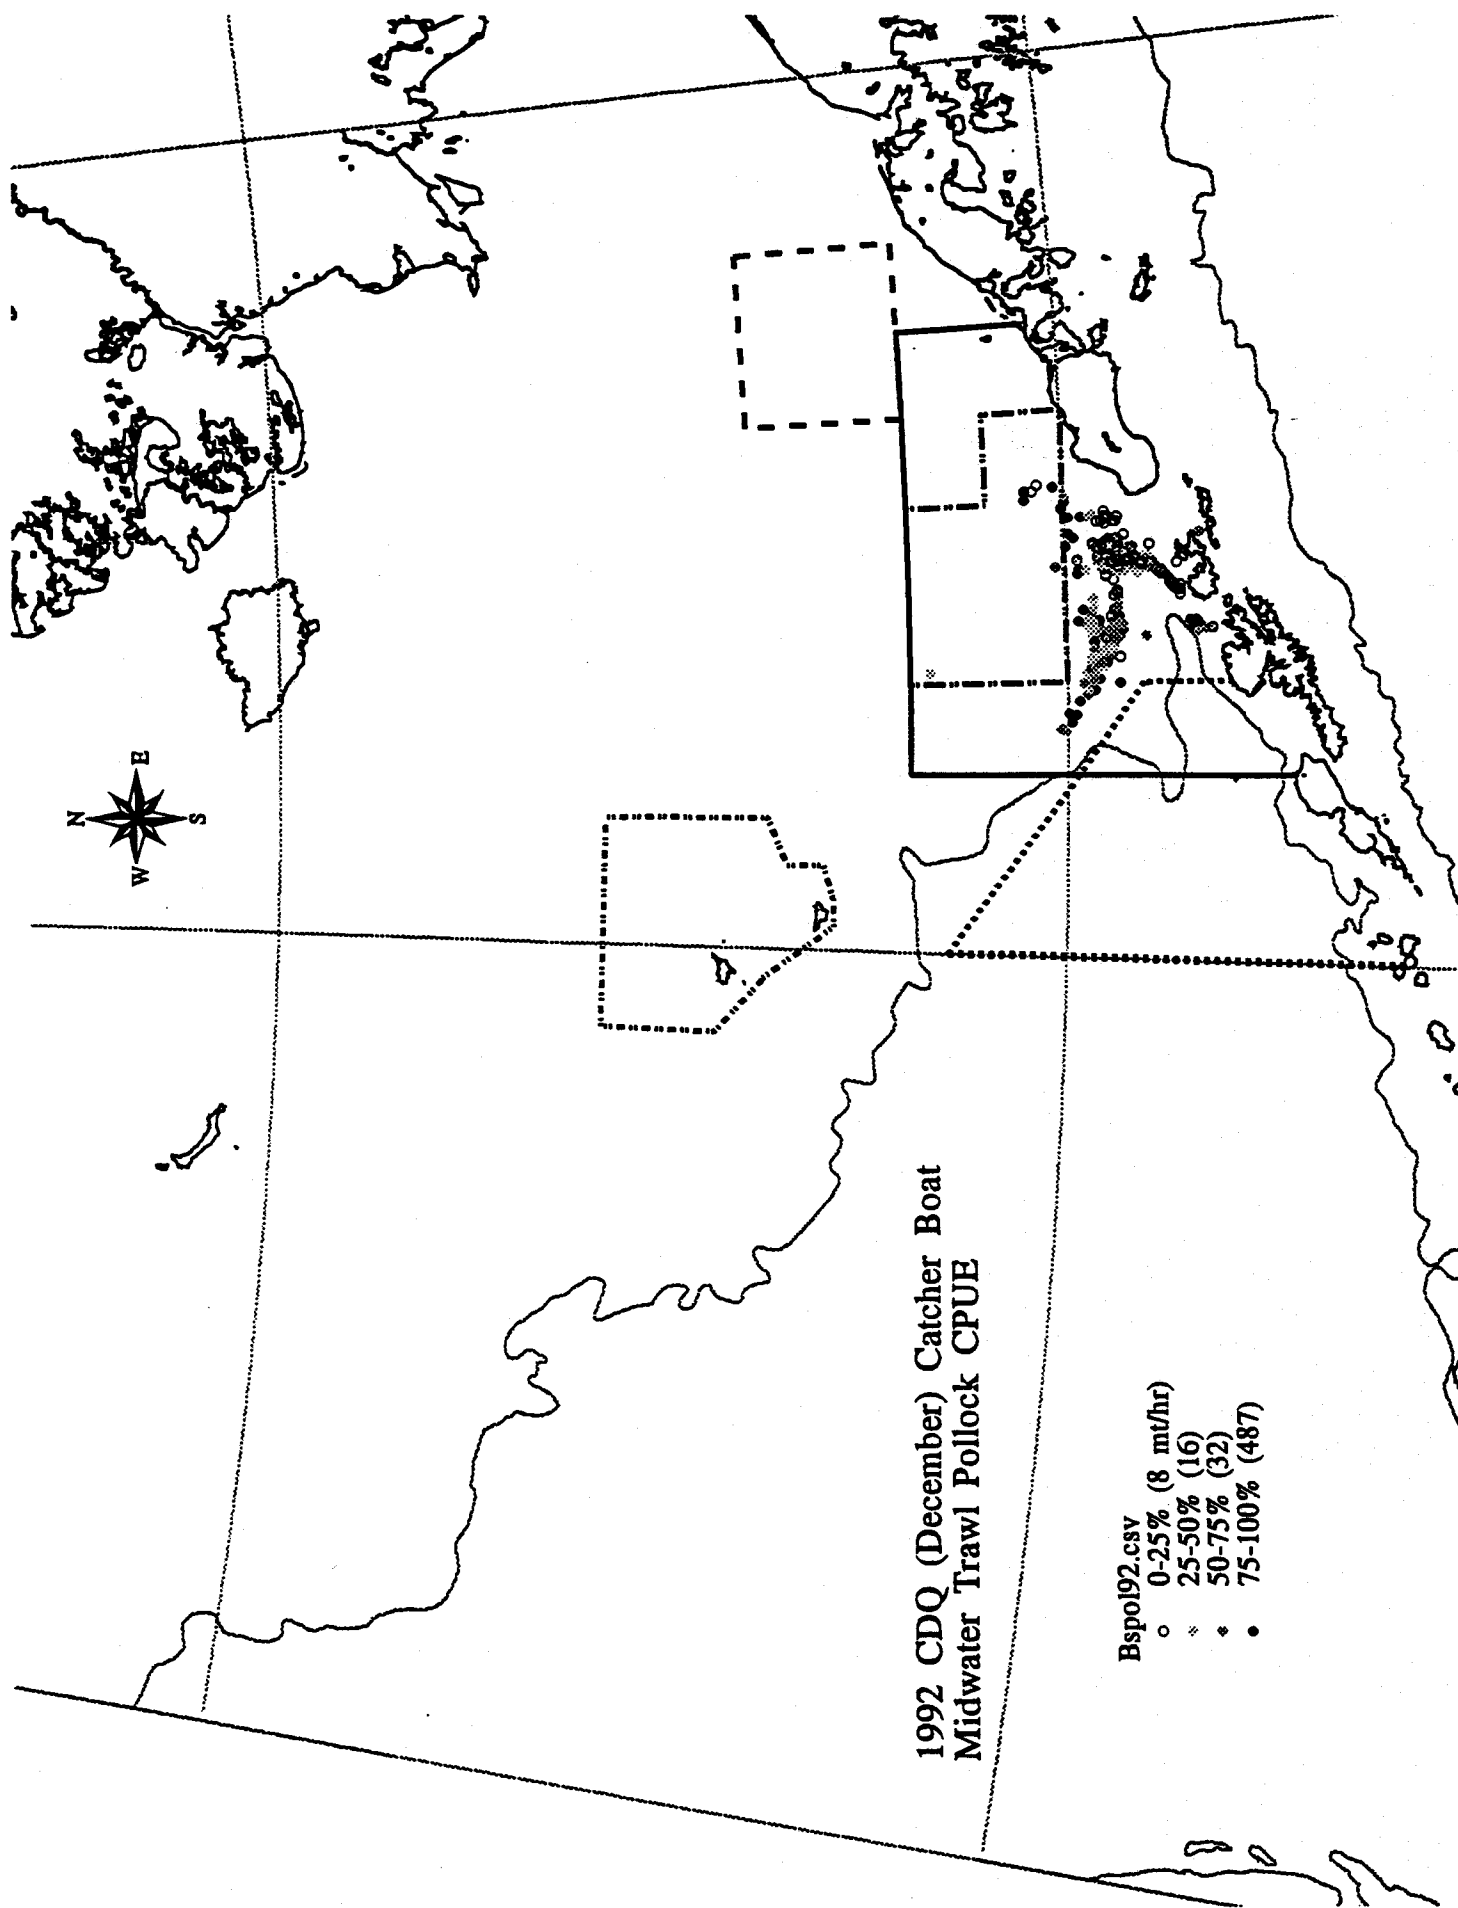 N
W
E
S
1992 CDQ (December) Catcher Boat
Midwater Trawl Pollock CPUE
Bspol92.csv
0-25% (8 mt/hr)
25-50% (16)
50-75% (32)
75-100% (487)